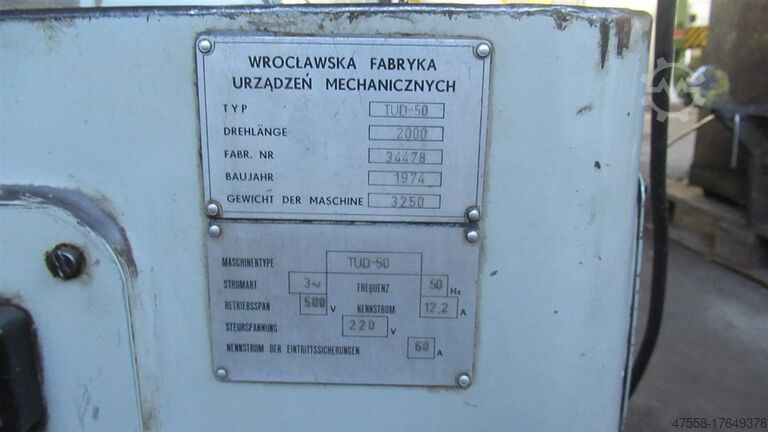 WROCŁAWSKA FABRYKA
URZĄDZEŃ MECHANICZNYCH
TYP TUD-50
DREHLÄNGE 2000
FABR. NR 34478
BAUJAHR 1974
GEWICHT DER MASCHINE 3250
MASCHINENTYPE TUD-50
STROMART 3~ FREQUENZ 50 Hz
BETRIEBSSPAN 500 V NENNSTROM 12,2 A
STEURSPANNUNG 220 V
NENNSTROM DER EINTRITTSSICHERUNGEN 60 A
47558-17649378